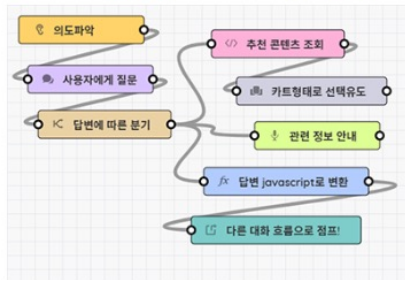 의도파악
사용자에게 질문
답변에 따른 분기
추천 콘텐츠 조회
카트형태로 선택유도
관련 정보 안내
fx 답변 javascript로 변환
다른 대화 흐름으로 점프!